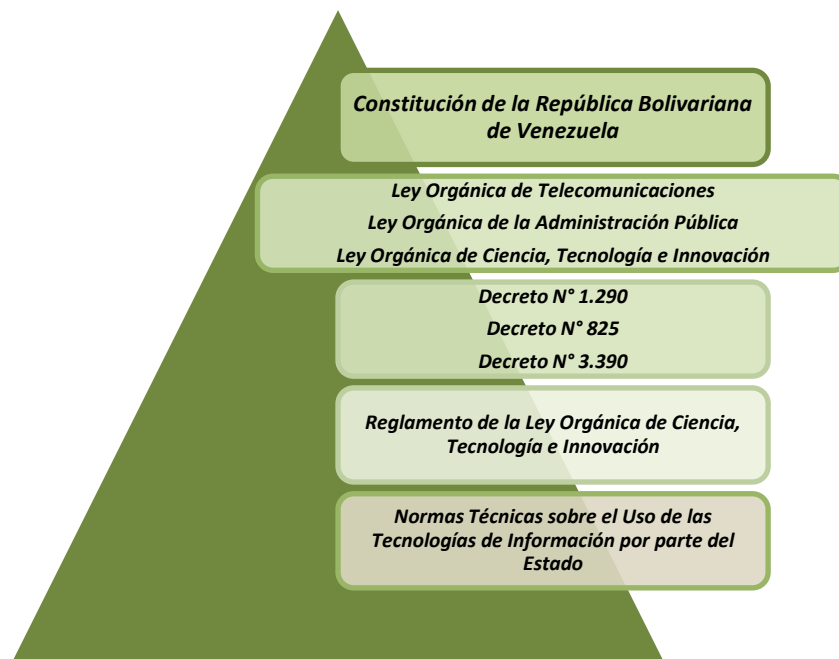 Constitución de la República Bolivariana
de Venezuela
Ley Orgánica de Telecomunicaciones
Ley Orgánica de la Administración Pública
Ley Orgánica de Ciencia, Tecnología e Innovación
Decreto N° 1.290
Decreto N° 825
Decreto N° 3.390
Reglamento de la Ley Orgánica de Ciencia,
Tecnología e Innovación
Normas Técnicas sobre el Uso de las
Tecnologías de Información por parte del
Estado